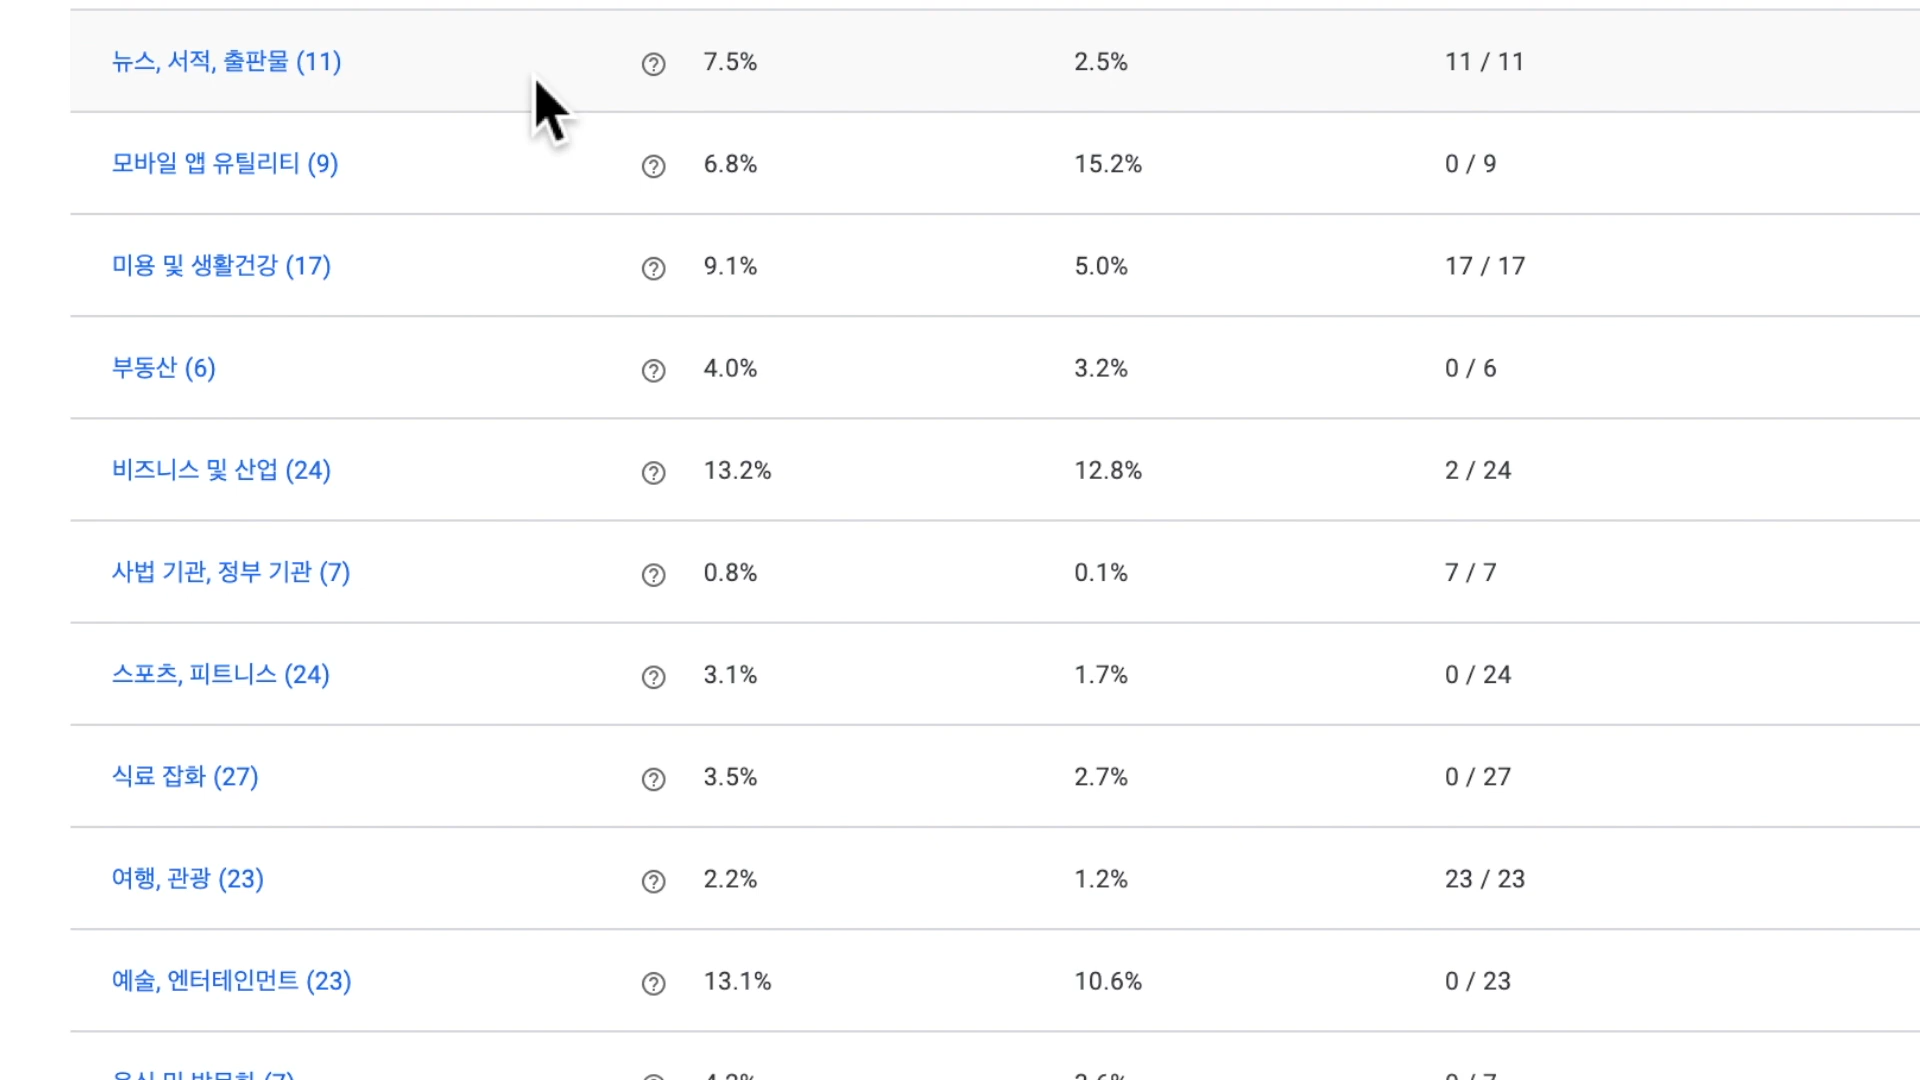 뉴스, 서적, 출판물 (11) 7.5% 2.5% 11 / 11
모바일 앱 유틸리티 (9) 6.8% 15.2% 0 / 9
미용 및 생활건강 (17) 9.1% 5.0% 17 / 17
부동산 (6) 4.0% 3.2% 0 / 6
비즈니스 및 산업 (24) 13.2% 12.8% 2 / 24
사법 기관, 정부 기관 (7) 0.8% 0.1% 7 / 7
스포츠, 피트니스 (24) 3.1% 1.7% 0 / 24
식료 잡화 (27) 3.5% 2.7% 0 / 27
여행, 관광 (23) 2.2% 1.2% 23 / 23
예술, 엔터테인먼트 (23) 13.1% 10.6% 0 / 23